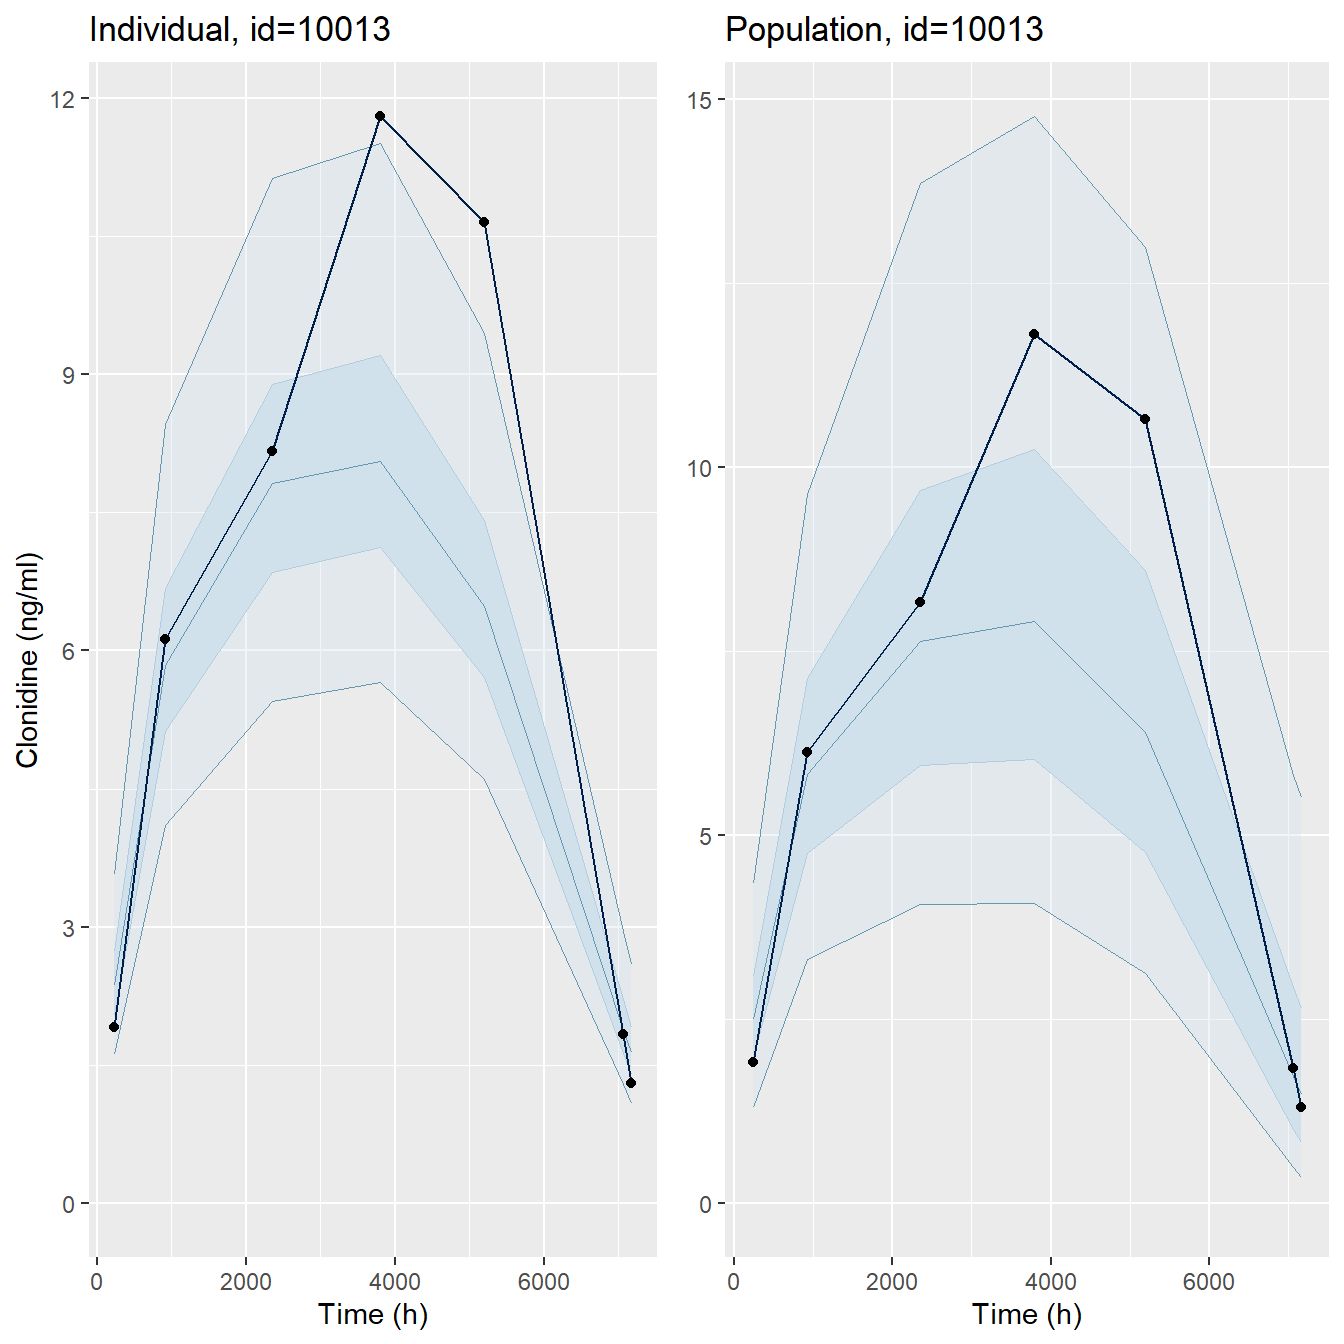 Individual, id=10013
Population, id=10013
Clonidine (ng/ml)
12
9
6
3
0
0 2000 4000 6000
Time (h)
15
10
5
0
0 2000 4000 6000
Time (h)